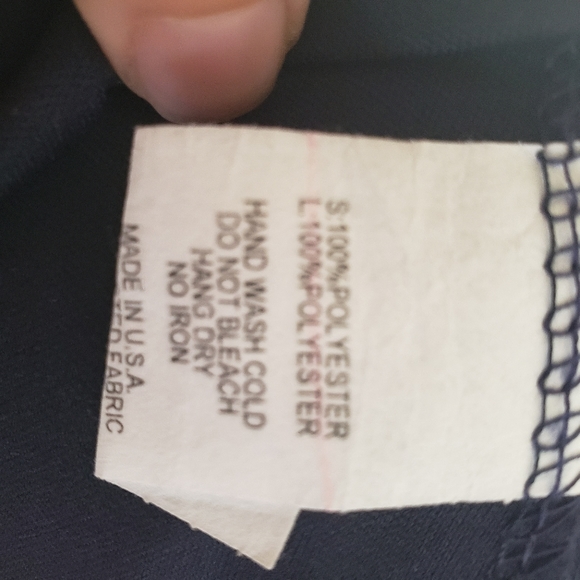 S:100%POLYESTER
L:100%POLYESTER
HAND WASH COLD
DO NOT BLEACH
HANG DRY
NO IRON
MADE IN U.S.A.
FABRIC